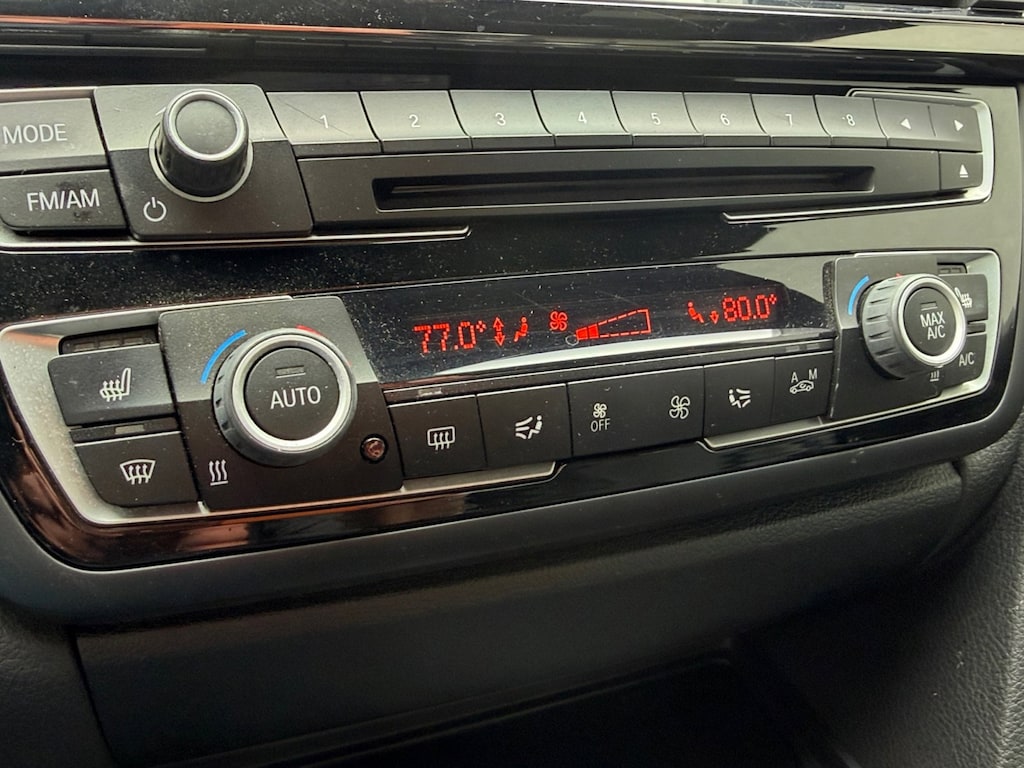 MODE
1 2 3 4 5 6 7 8
FM/AM
77.0° 80.0°
AUTO
MAX
A/C
A/C
OFF
A M